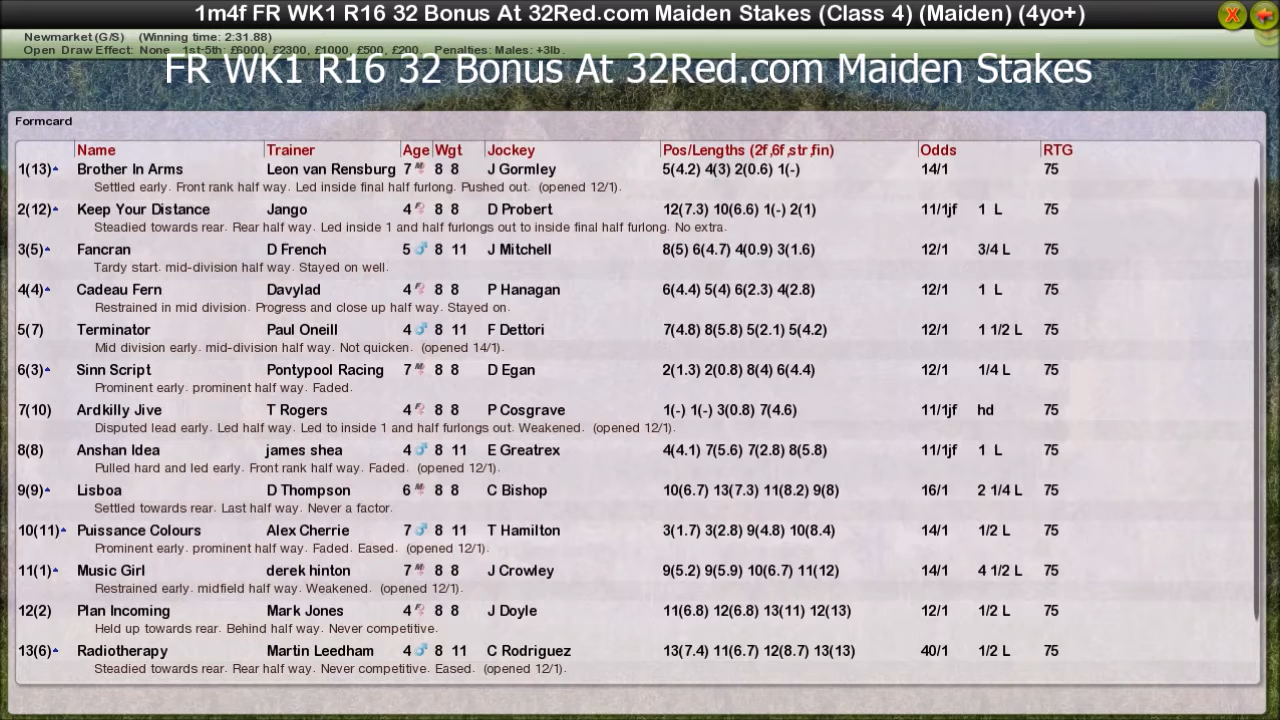 1m4f FR WK1 R16 32 Bonus At 32Red.com Maiden Stakes (Class 4) (Maiden) (4yo+)
Newmarket (G/S) (Winning time: 2:31.88)
Open Draw Effect: None 1st-5th: £6000, £2300, £1000, £500, £200. Penalties: Males: +3lb.
FR WK1 R16 32 Bonus At 32Red.com Maiden Stakes
Formcard
Name Trainer Age Wgt Jockey Pos/Lengths (2f,6f,str,fin) Odds RTG
1(13) Brother In Arms Leon van Rensburg 7 8 8 J Gormley 5(4.2) 4(3) 2(0.6) 1(-) 14/1 75
Settled early. Front rank half way. Led inside final half furlong. Pushed out. (opened 12/1).
2(12) Keep Your Distance Jango 4 8 8 D Probert 12(7.3) 10(6.6) 1(-) 2(1) 11/1jf 1 L 75
Steadied towards rear. Rear half way. Led inside 1 and half furlongs out to inside final half furlong. No extra.
3(5) Fancran D French 5 8 11 J Mitchell 8(5) 6(4.7) 4(0.9) 3(1.6) 12/1 3/4 L 75
Tardy start. mid-division half way. Stayed on well.
4(4) Cadeau Fern Davylad 4 8 8 P Hanagan 6(4.4) 5(4) 6(2.3) 4(2.8) 12/1 1 L 75
Restrained in mid division. Progress and close up half way. Stayed on.
5(7) Terminator Paul Oneill 4 8 11 F Dettori 7(4.8) 8(5.8) 5(2.1) 5(4.2) 12/1 1 1/2 L 75
Mid division early. mid-division half way. Not quicken. (opened 14/1).
6(3) Sinn Script Pontypool Racing 7 8 8 D Egan 2(1.3) 2(0.8) 8(4) 6(4.4) 12/1 1/4 L 75
Prominent early. prominent half way. Faded.
7(10) Ardkilly Jive T Rogers 4 8 8 P Cosgrave 1(-) 1(-) 3(0.8) 7(4.6) 11/1jf hd 75
Disputed lead early. Led half way. Led to inside 1 and half furlongs out. Weakened. (opened 12/1).
8(8) Anshan Idea james shea 4 8 11 E Greatrex 4(4.1) 7(5.6) 7(2.8) 8(5.8) 11/1jf 1 L 75
Pulled hard and led early. Front rank half way. Faded. (opened 12/1).
9(9) Lisboa D Thompson 6 8 8 C Bishop 10(6.7) 13(7.3) 11(8.2) 9(8) 16/1 2 1/4 L 75
Settled towards rear. Last half way. Never a factor.
10(11) Puissance Colours Alex Cherrie 7 8 11 T Hamilton 3(1.7) 3(2.8) 9(4.8) 10(8.4) 14/1 1/2 L 75
Prominent early. prominent half way. Faded. Eased. (opened 12/1).
11(1) Music Girl derek hinton 7 8 8 J Crowley 9(5.2) 9(5.9) 10(6.7) 11(12) 14/1 4 1/2 L 75
Restrained early. midfield half way. Weakened. (opened 12/1).
12(2) Plan Incoming Mark Jones 4 8 8 J Doyle 11(6.8) 12(6.8) 13(11) 12(13) 12/1 1/2 L 75
Held up towards rear. Behind half way. Never competitive.
13(6) Radiotherapy Martin Leedham 4 8 11 C Rodriguez 13(7.4) 11(6.7) 12(8.7) 13(13) 40/1 1/2 L 75
Steadied towards rear. Rear half way. Never competitive. Eased. (opened 12/1).